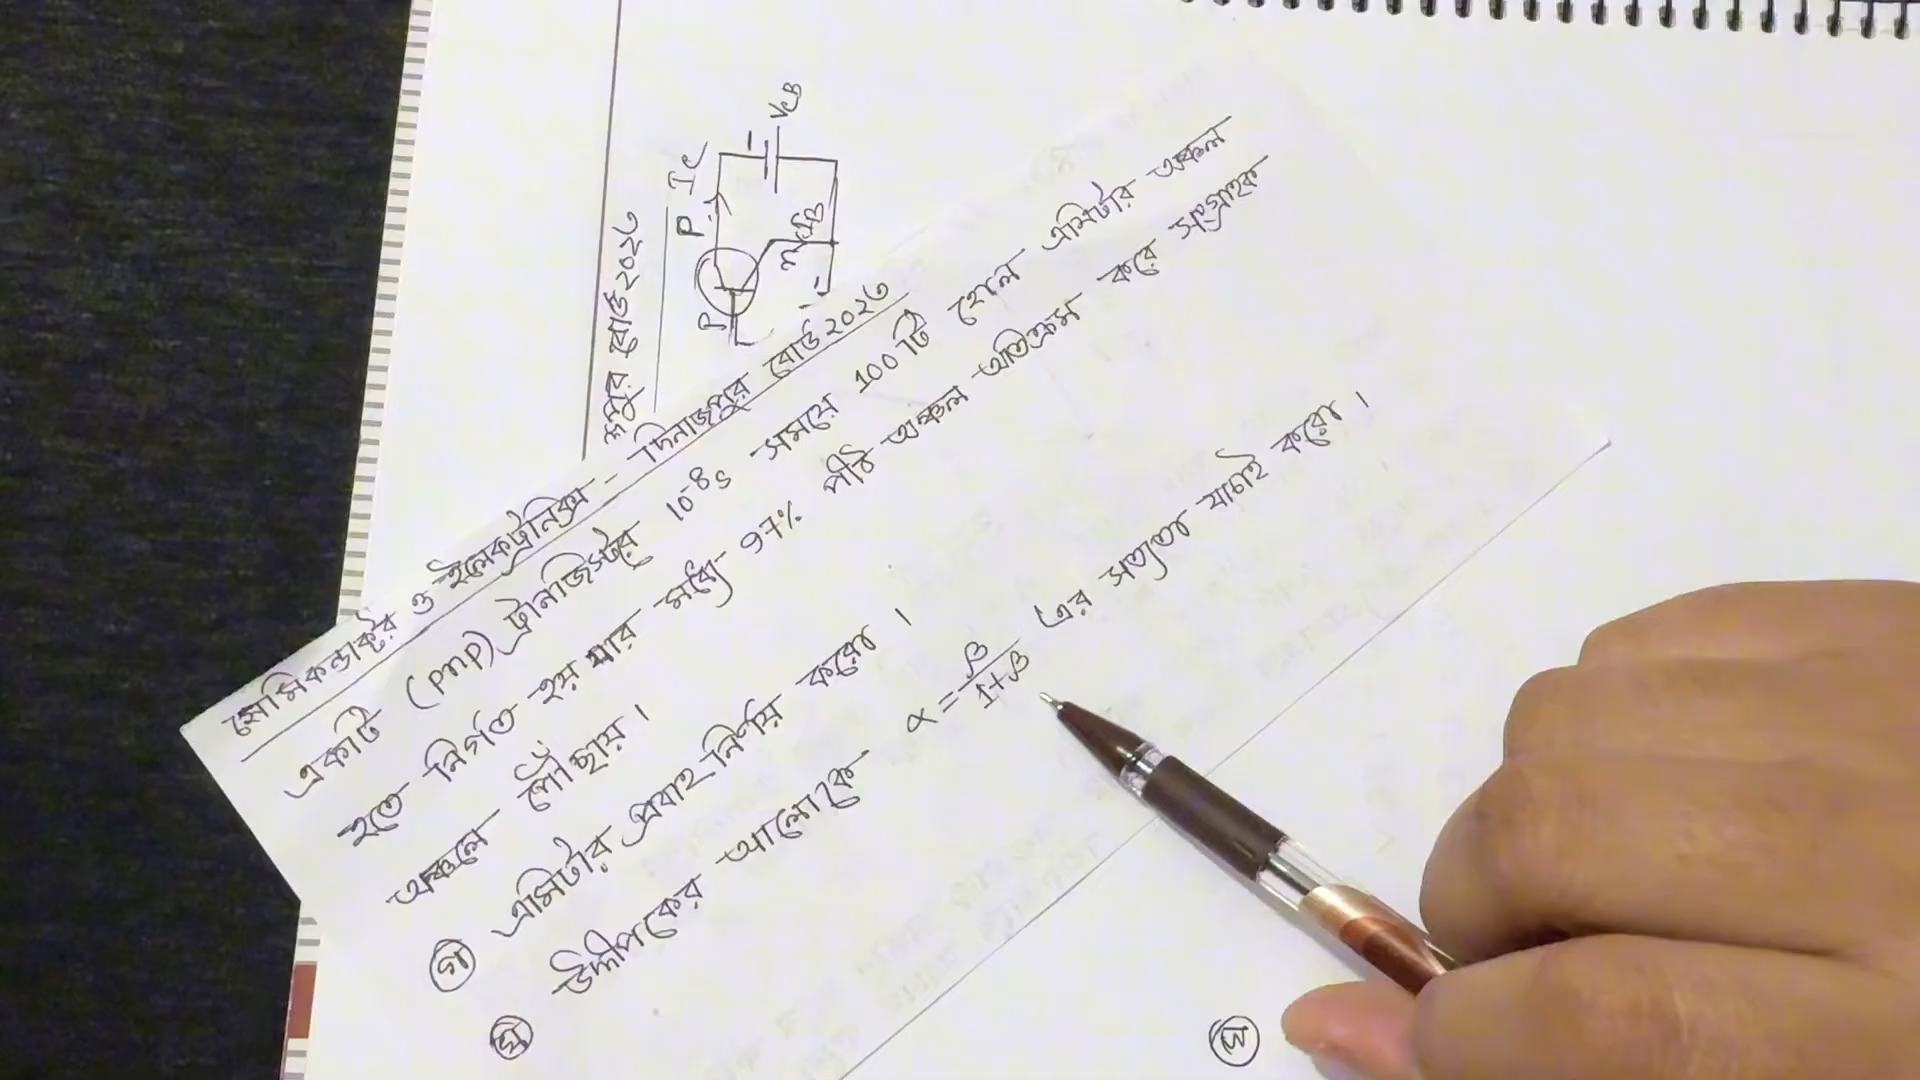 সেমিকন্ডাক্টর ও ইলেকট্রনিক্স - দিনাজপুর বোর্ড ২০২৩
একটি (pnp) ট্রানজিস্টর 10⁻⁸s সময়ে 100 টি হোল এমিটার অঞ্চল
হতে নির্গত হয় যার মধ্যে 97% পীঠ অঞ্চল অতিক্রম করে সংগ্রাহক
অঞ্চলে পৌঁছায়।
গ এমিটার প্রবাহ নির্ণয় করো।
ঘ উদ্দীপকের আলোকে α = β/1+β এর সত্যতা যাচাই করো।
বোর্ড ২০২৩
P Ic
VCB
n IB
P